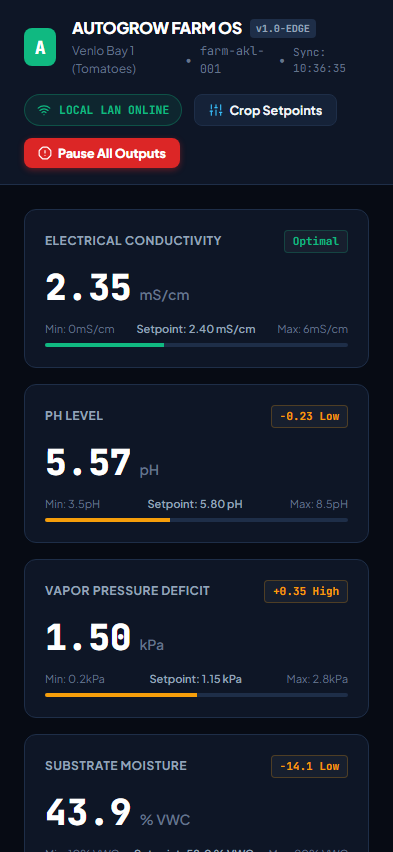 A
AUTOGROW FARM OS v1.0-EDGE
Venlo Bay 1 (Tomatoes) • farm-akl-001 • Sync: 10:36:35
LOCAL LAN ONLINE
Crop Setpoints
Pause All Outputs
ELECTRICAL CONDUCTIVITY
Optimal
2.35 mS/cm
Min: 0mS/cm Setpoint: 2.40 mS/cm Max: 6mS/cm
PH LEVEL
-0.23 Low
5.57 pH
Min: 3.5pH Setpoint: 5.80 pH Max: 8.5pH
VAPOR PRESSURE DEFICIT
+0.35 High
1.50 kPa
Min: 0.2kPa Setpoint: 1.15 kPa Max: 2.8kPa
SUBSTRATE MOISTURE
-14.1 Low
43.9 % VWC